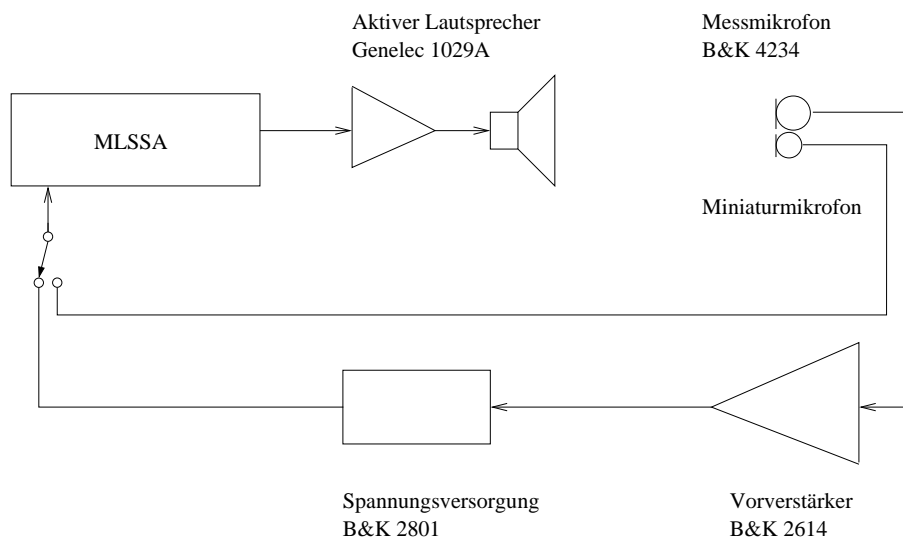 Aktiver Lautsprecher
Genelec 1029A
Messmikrofon
B&K 4234
MLSSA
Miniaturmikrofon
Spannungsversorgung
B&K 2801
Vorverstärker
B&K 2614